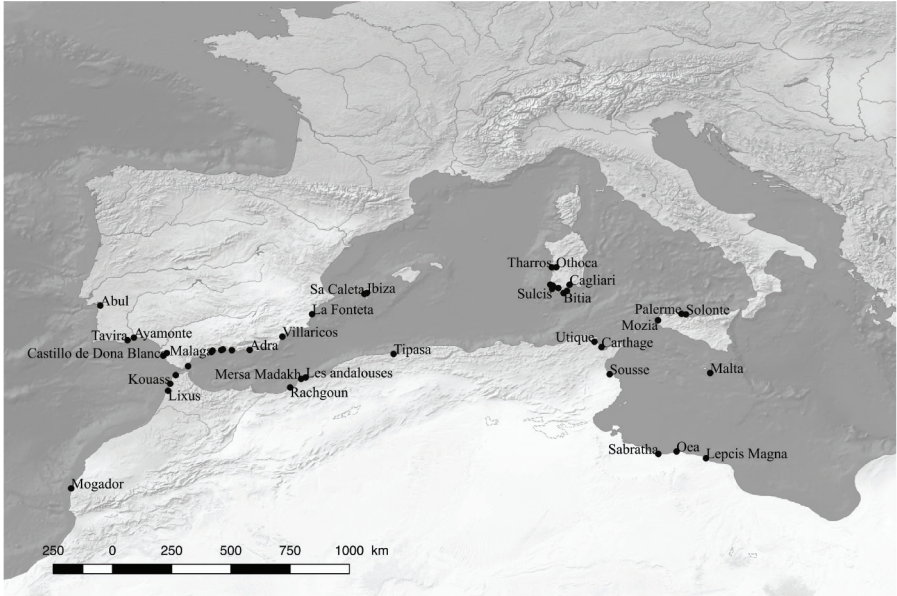 Tharros Othoca
Cagliari
Sulcis
Bitia
Sa Caleta Ibiza
Abul
La Fonteta
Palerme Solonte
Mozia
Tavira Ayamonte
Villaricos
Utique
Carthage
Castillo de Dona Blanca
Malaga
Adra
Tipasa
Kouass
Mersa Madakh Les andalouses
Sousse
Malta
Lixus
Rachgoun
Sabratha
Oea
Lepcis Magna
Mogador
250 0 250 500 750 1000 km